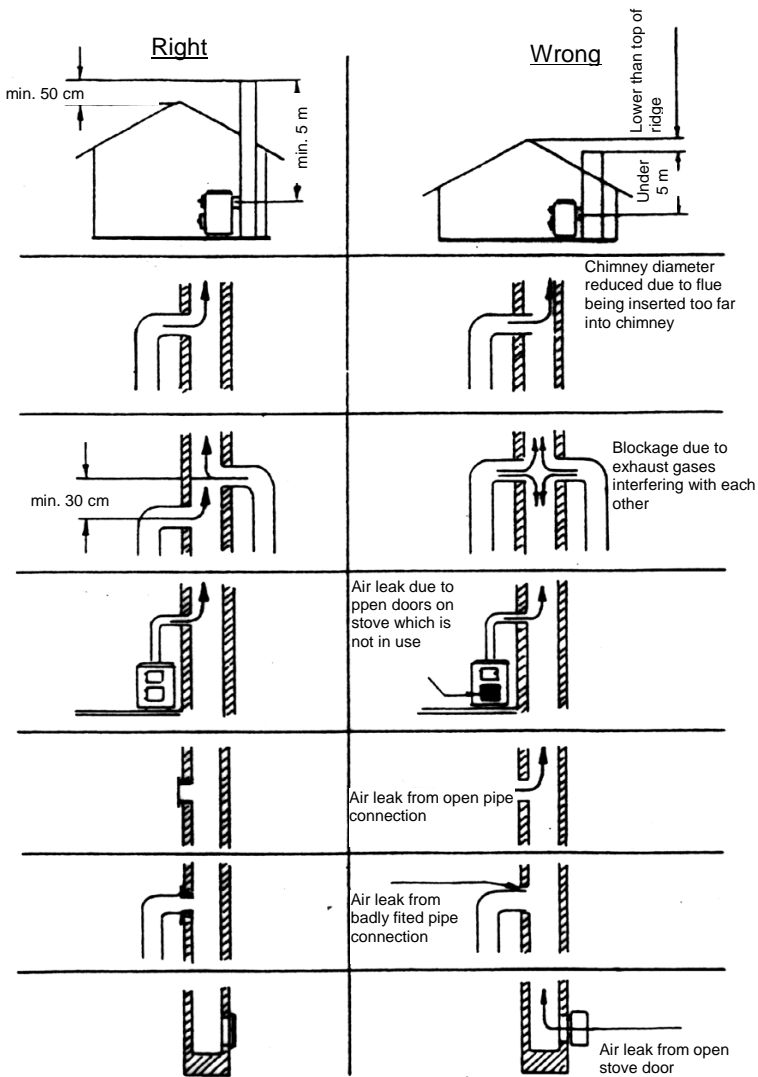 Right
Wrong
min. 50 cm
min. 5 m
Lower than top of
ridge
Under
5 m
Chimney diameter
reduced due to flue
being inserted too far
into chimney
min. 30 cm
Blockage due to
exhaust gases
interfering with each
other
Air leak due to
ppen doors on
stove which is
not in use
Air leak from open pipe
connection
Air leak from
badly fited pipe
connection
Air leak from open
stove door